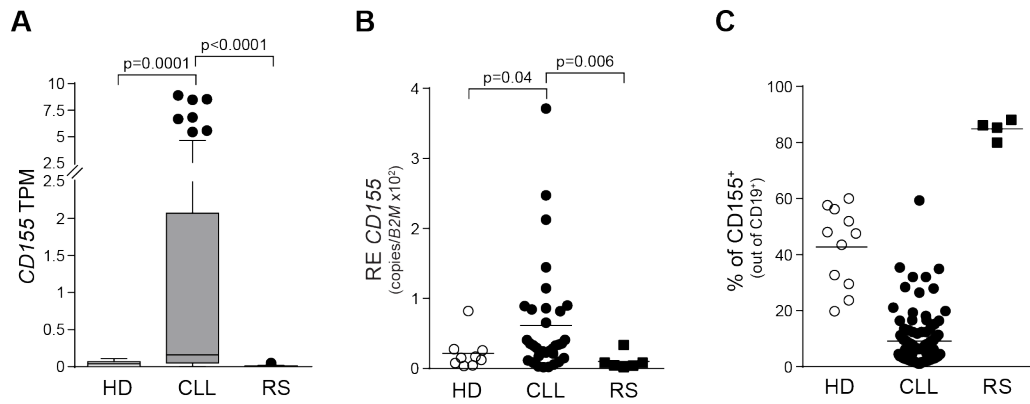 A
p<0.0001
p=0.0001
CD155 TPM
10
7.5
5
2.5
2.5
2
1.5
1
0.5
0
HD CLL RS
B
p=0.006
p=0.04
RE CD155
(copies/B2M x10²)
4
3
2
1
0
HD CLL RS
C
% of CD155⁺
(out of CD19⁺)
100
80
60
40
20
0
HD CLL RS